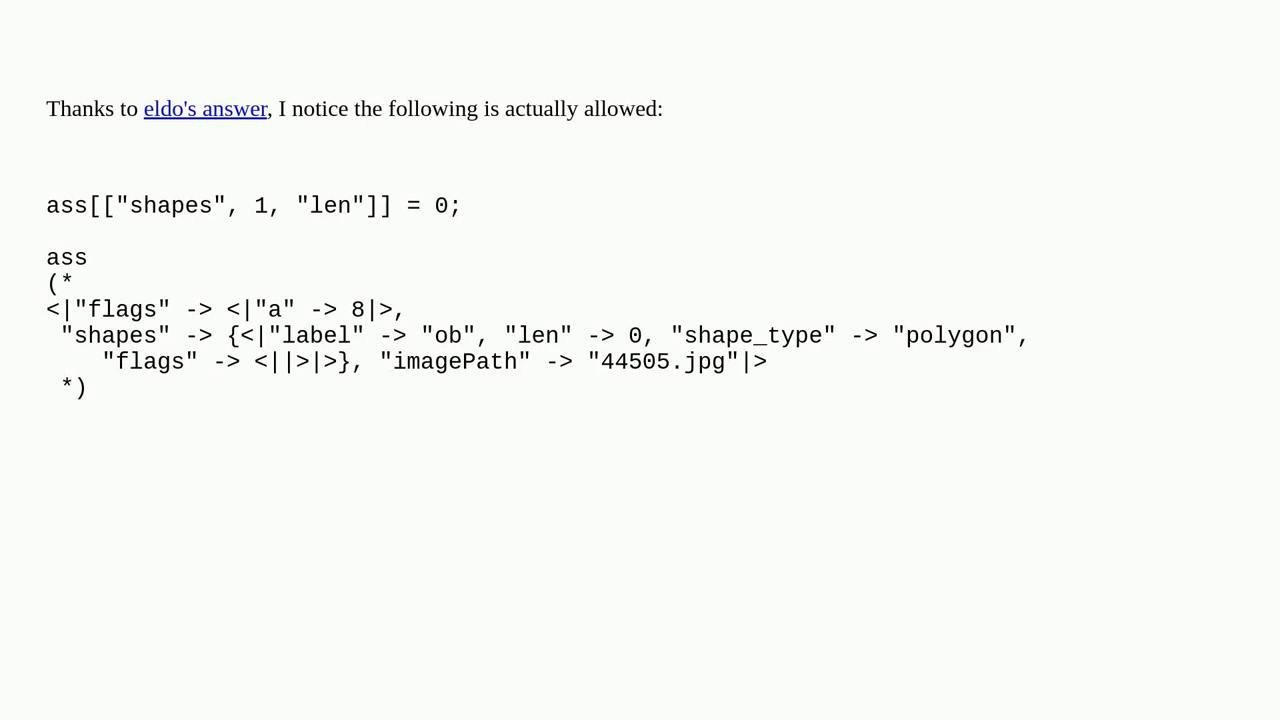 Thanks to eldo's answer, I notice the following is actually allowed:
ass[["shapes", 1, "len"]] = 0;
ass
(*
<|"flags" -> <|"a" -> 8|>,
 "shapes" -> {<|"label" -> "ob", "len" -> 0, "shape_type" -> "polygon",
    "flags" -> <||>|>}, "imagePath" -> "44505.jpg"|>
 *)